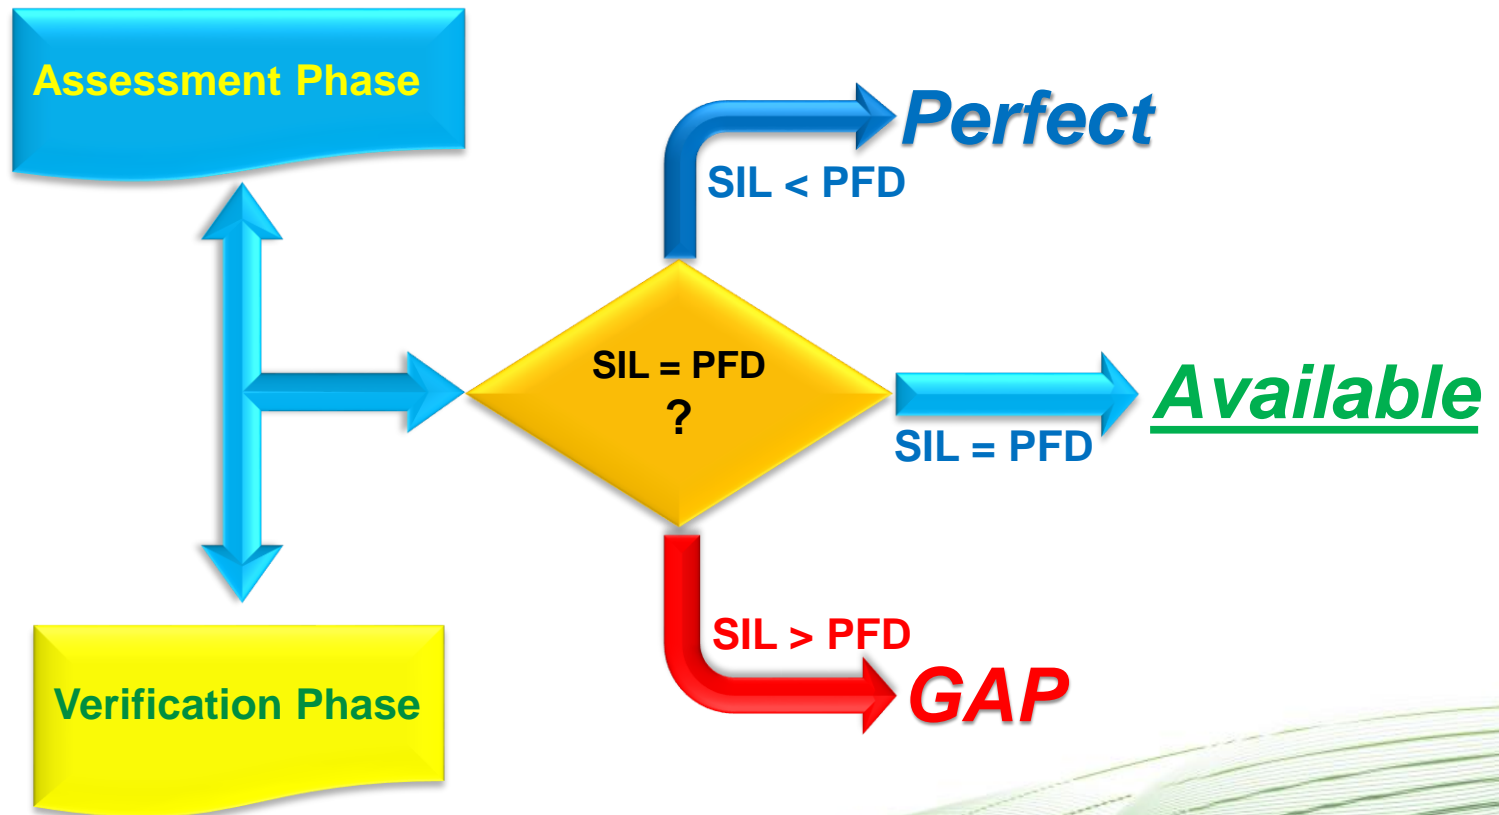 Assessment Phase
Perfect
SIL < PFD
SIL = PFD
?
Available
SIL = PFD
SIL > PFD
GAP
Verification Phase